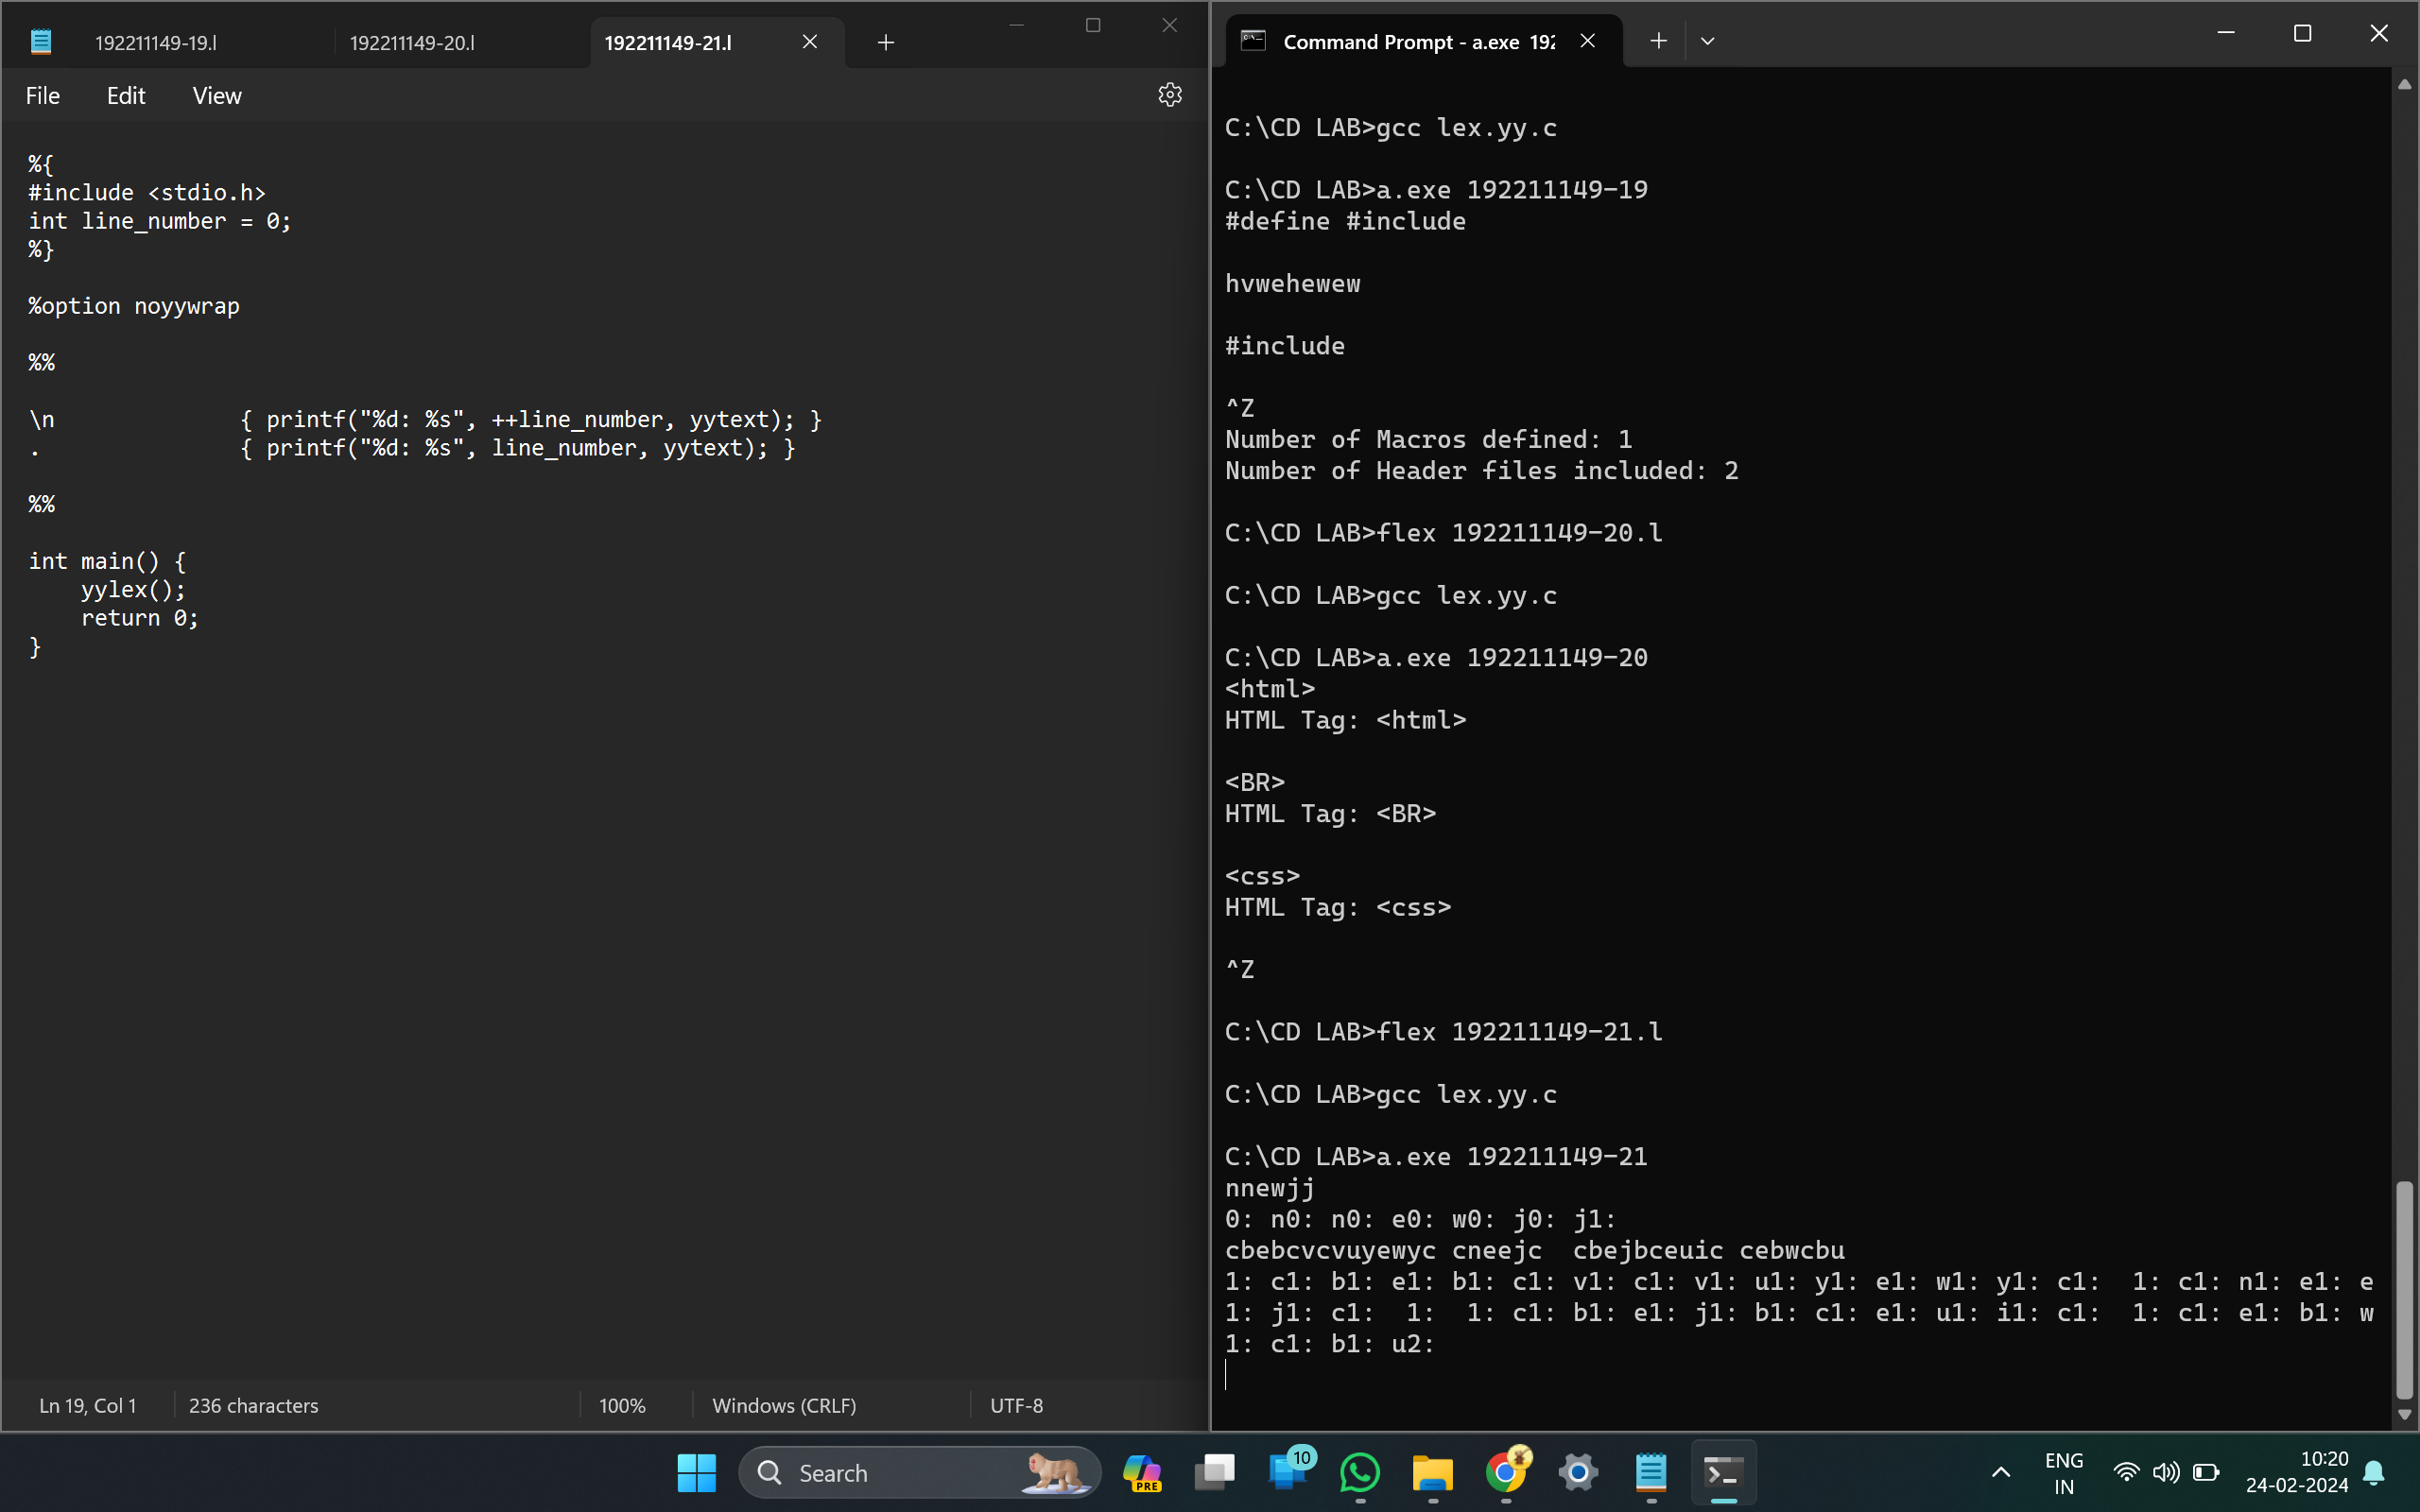 192211149-19.l
192211149-20.l
192211149-21.l
File Edit View
%{
#include <stdio.h>
int line_number = 0;
%}
%option noyywrap
%%
\n { printf("%d: %s", ++line_number, yytext); }
. { printf("%d: %s", line_number, yytext); }
%%
int main() {
yylex();
return 0;
}
Ln 19, Col 1 236 characters 100% Windows (CRLF) UTF-8
Command Prompt - a.exe 192
C:\CD LAB>gcc lex.yy.c
C:\CD LAB>a.exe 192211149-19
#define #include
hvwehewew
#include
^Z
Number of Macros defined: 1
Number of Header files included: 2
C:\CD LAB>flex 192211149-20.l
C:\CD LAB>gcc lex.yy.c
C:\CD LAB>a.exe 192211149-20
<html>
HTML Tag: <html>
<BR>
HTML Tag: <BR>
<css>
HTML Tag: <css>
^Z
C:\CD LAB>flex 192211149-21.l
C:\CD LAB>gcc lex.yy.c
C:\CD LAB>a.exe 192211149-21
nnewjj
0: n0: n0: e0: w0: j0: j1:
cbebcvcvuyewyc cneejc  cbejbceuic cebwcbu
1: c1: b1: e1: b1: c1: v1: c1: v1: u1: y1: e1: w1: y1: c1:  1: c1: n1: e1: e
1: j1: c1:  1:  1: c1: b1: e1: j1: b1: c1: e1: u1: i1: c1:  1: c1: e1: b1: w
1: c1: b1: u2:
Search
PRE
10
ENG
IN
10:20
24-02-2024